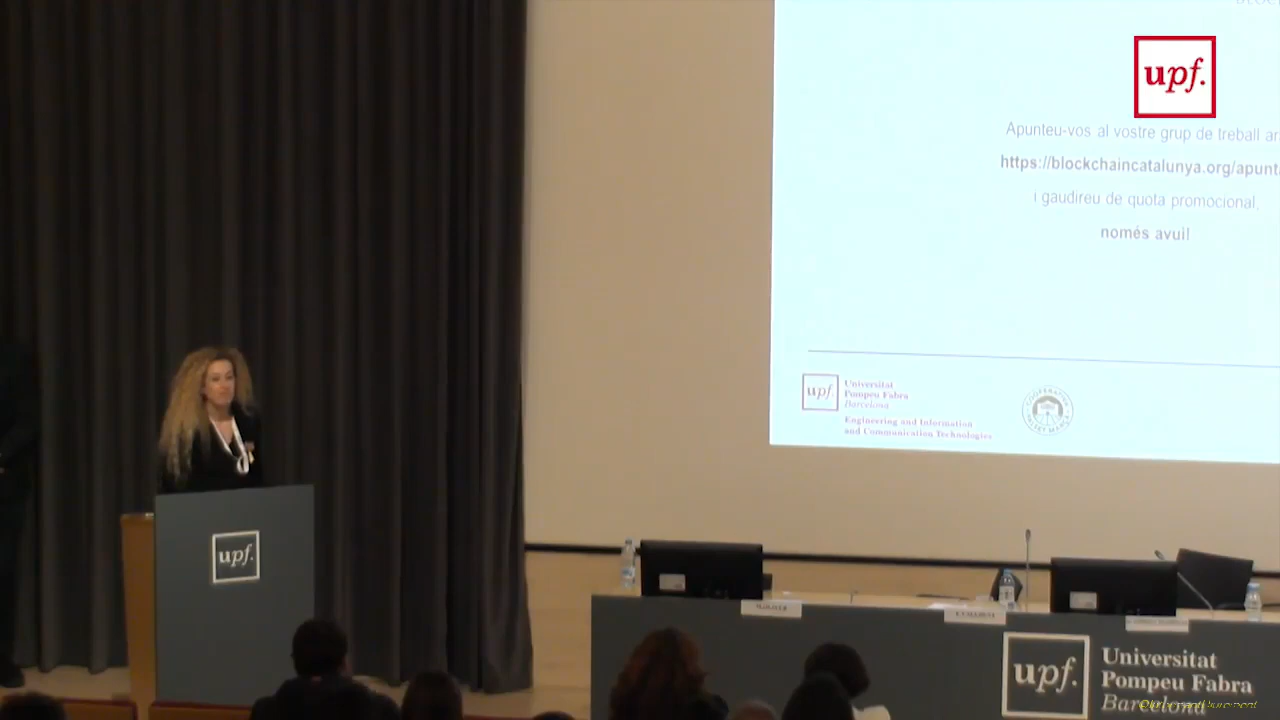 upf.
Apunteu-vos al vostre grup de treball
https://blockchaincatalunya.org/apunt
i gaudireu de quota promocional,
només avui!
upf.
Universitat
Pompeu Fabra
Barcelona
Engineering and Information
and Communication Technologies
upf.
upf.
Universitat
Pompeu Fabra
Barcelona